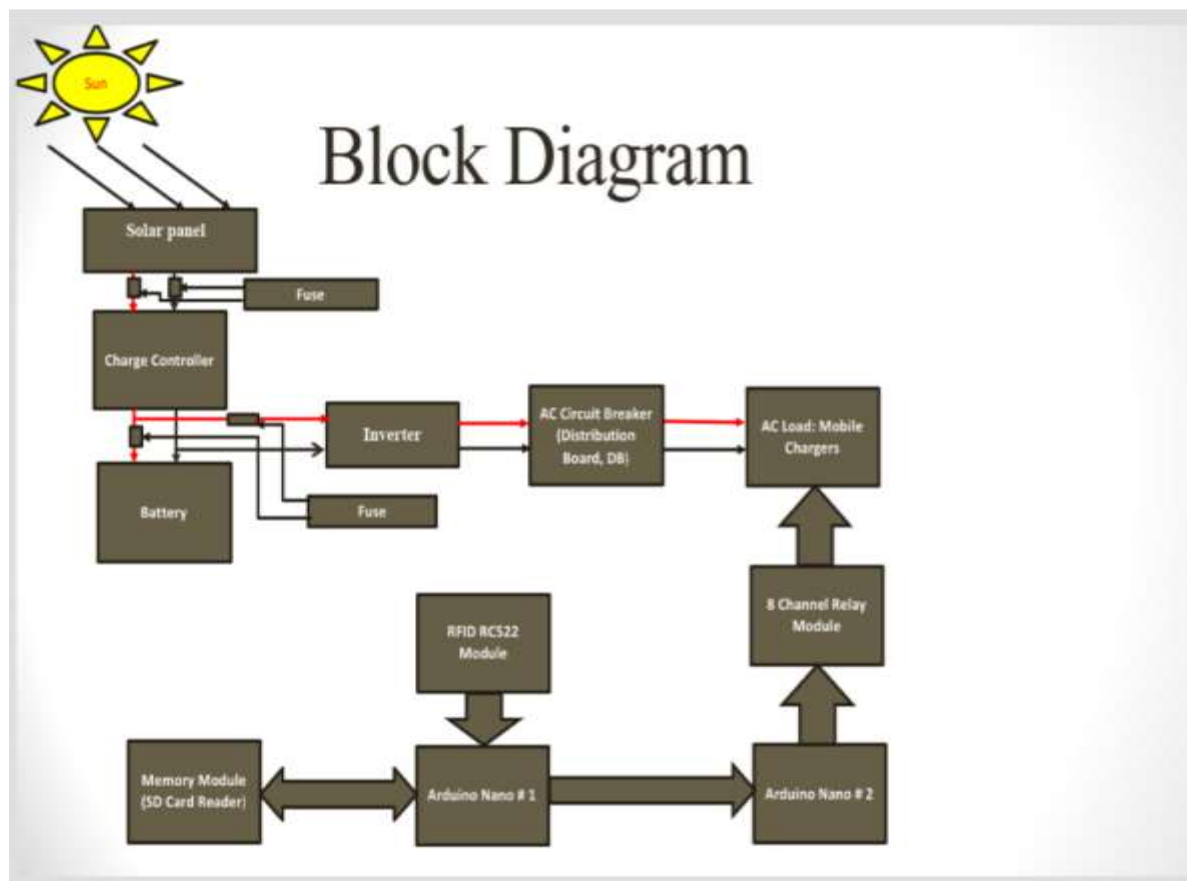 Sun
Block Diagram
Solar panel
Fuse
Charge Controller
Inverter
AC Circuit Breaker
(Distribution
Board, DB)
AC Load: Mobile
Chargers
Battery
Fuse
RFID RC522
Module
8 Channel Relay
Module
Memory Module
(SD Card Reader)
Arduino Nano # 1
Arduino Nano # 2